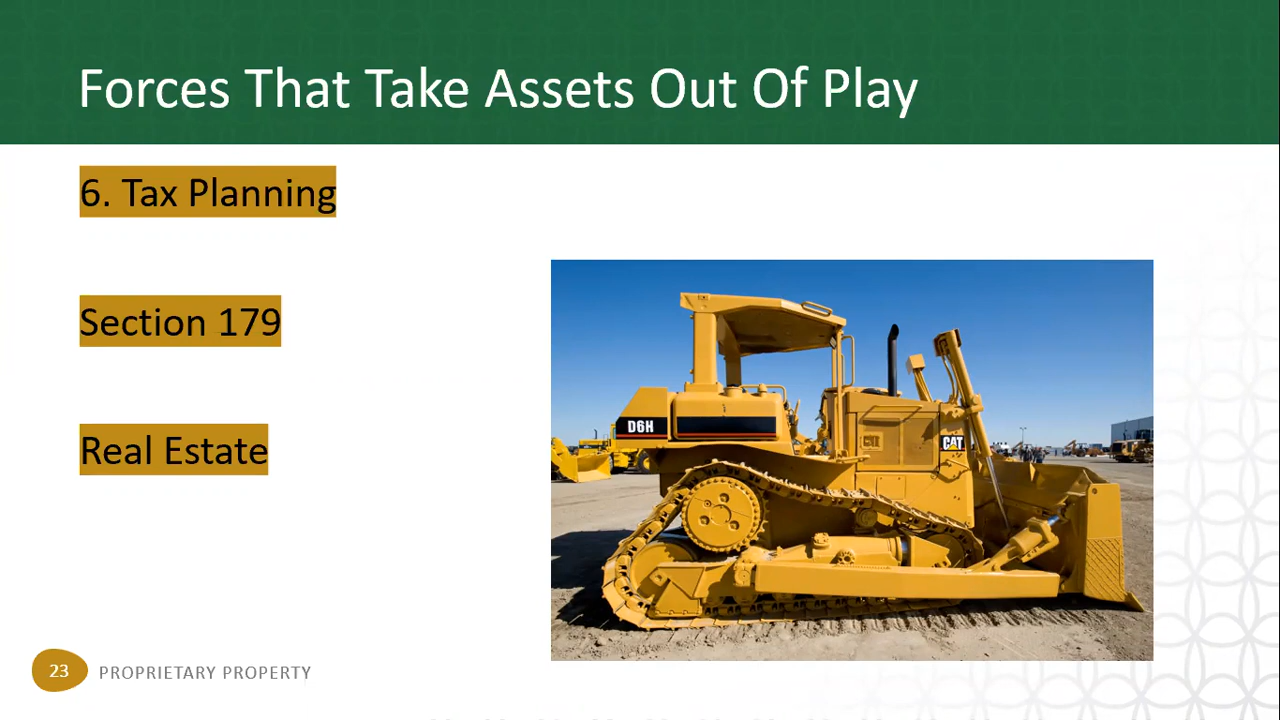 Forces That Take Assets Out Of Play
6. Tax Planning
Section 179
Real Estate
D6H
CAT
CAT
23 PROPRIETARY PROPERTY